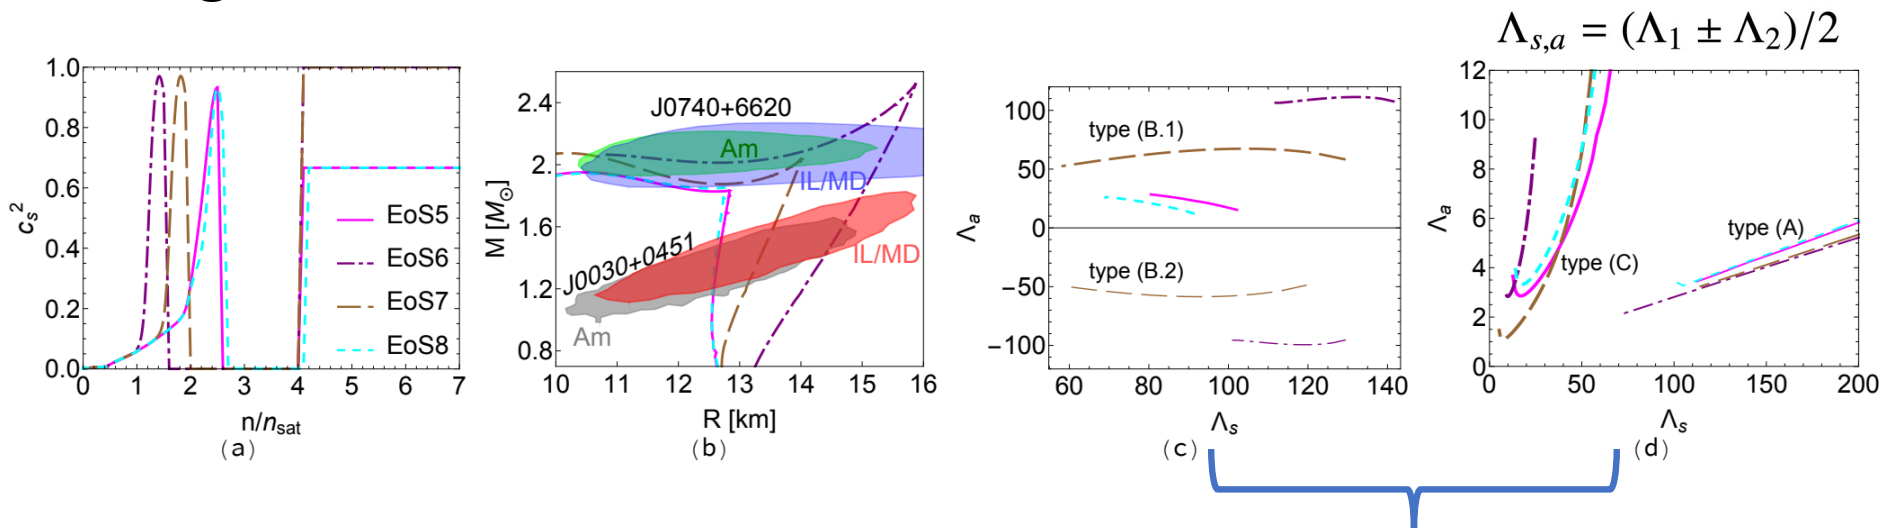 Λs,a = (Λ1 ± Λ2)/2
1.0
0.8
0.6
0.4
0.2
0.0
cs²
EoS5
EoS6
EoS7
EoS8
0 1 2 3 4 5 6 7
n/nsat
(a)
2.4
2
1.6
1.2
0.8
M [M⊙]
J0740+6620
Am
IL/MD
J0030+0451
IL/MD
Am
10 11 12 13 14 15 16
R [km]
(b)
100
50
0
−50
−100
Λa
type (B.1)
type (B.2)
60 80 100 120 140
Λs
(c)
12
10
8
6
4
2
0
Λa
type (A)
type (C)
0 50 100 150 200
Λs
(d)